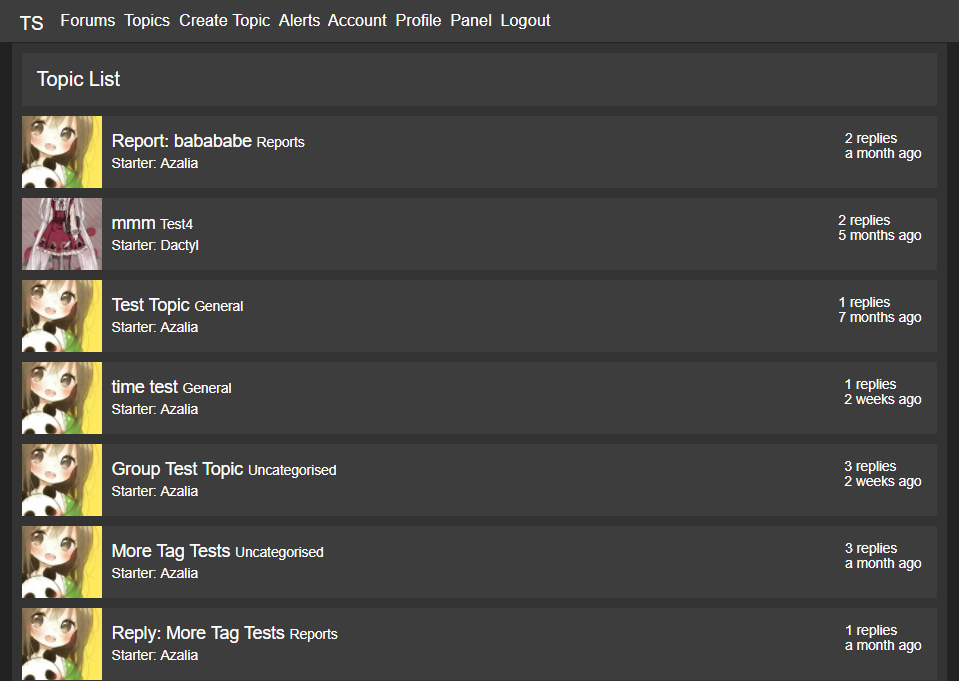 TS Forums Topics Create Topic Alerts Account Profile Panel Logout
Topic List
Report: babababe Reports
Starter: Azalia
2 replies
a month ago
mmm Test4
Starter: Dactyl
2 replies
5 months ago
Test Topic General
Starter: Azalia
1 replies
7 months ago
time test General
Starter: Azalia
1 replies
2 weeks ago
Group Test Topic Uncategorised
Starter: Azalia
3 replies
2 weeks ago
More Tag Tests Uncategorised
Starter: Azalia
3 replies
a month ago
Reply: More Tag Tests Reports
Starter: Azalia
1 replies
a month ago